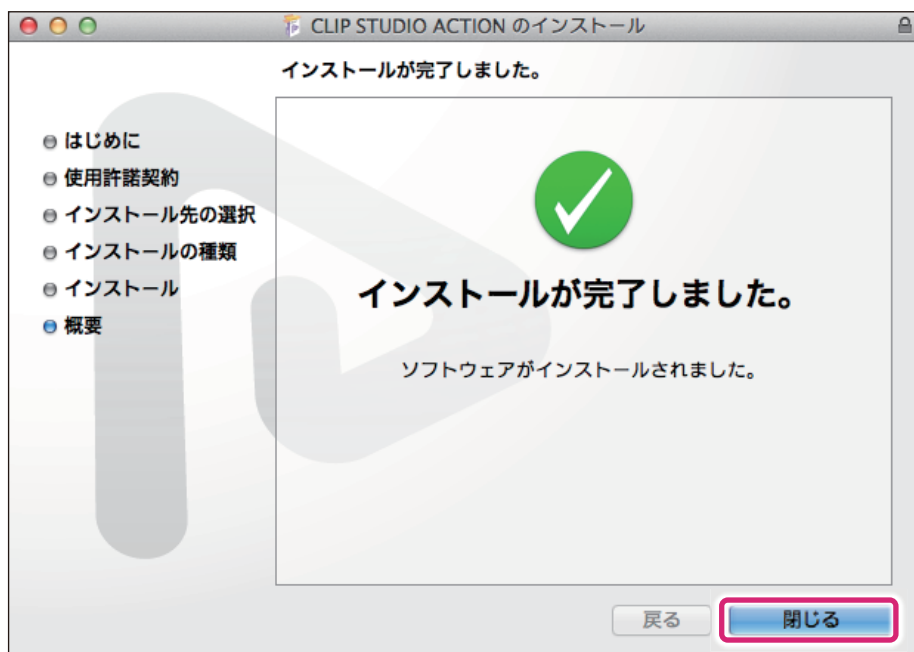 CLIP STUDIO ACTION のインストール
インストールが完了しました。
はじめに
使用許諾契約
インストール先の選択
インストールの種類
インストール
概要
インストールが完了しました。
ソフトウェアがインストールされました。
戻る
閉じる